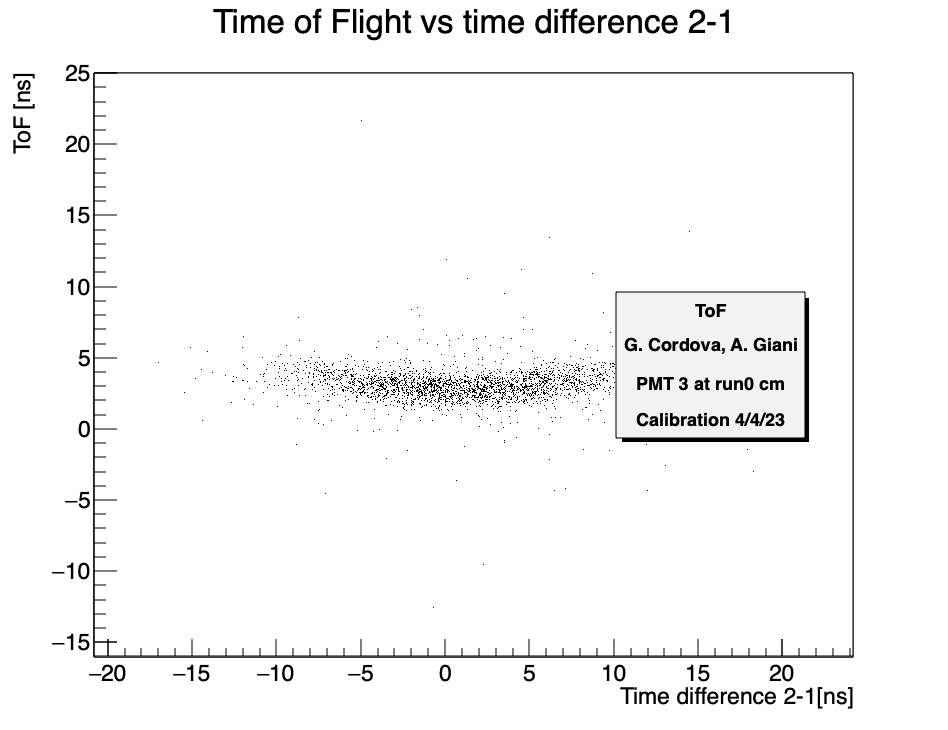 Time of Flight vs time difference 2-1
ToF [ns]
25
20
15
10
5
0
−5
−10
−15
ToF
G. Cordova, A. Giani
PMT 3 at run0 cm
Calibration 4/4/23
−20 −15 −10 −5 0 5 10 15 20
Time difference 2-1[ns]